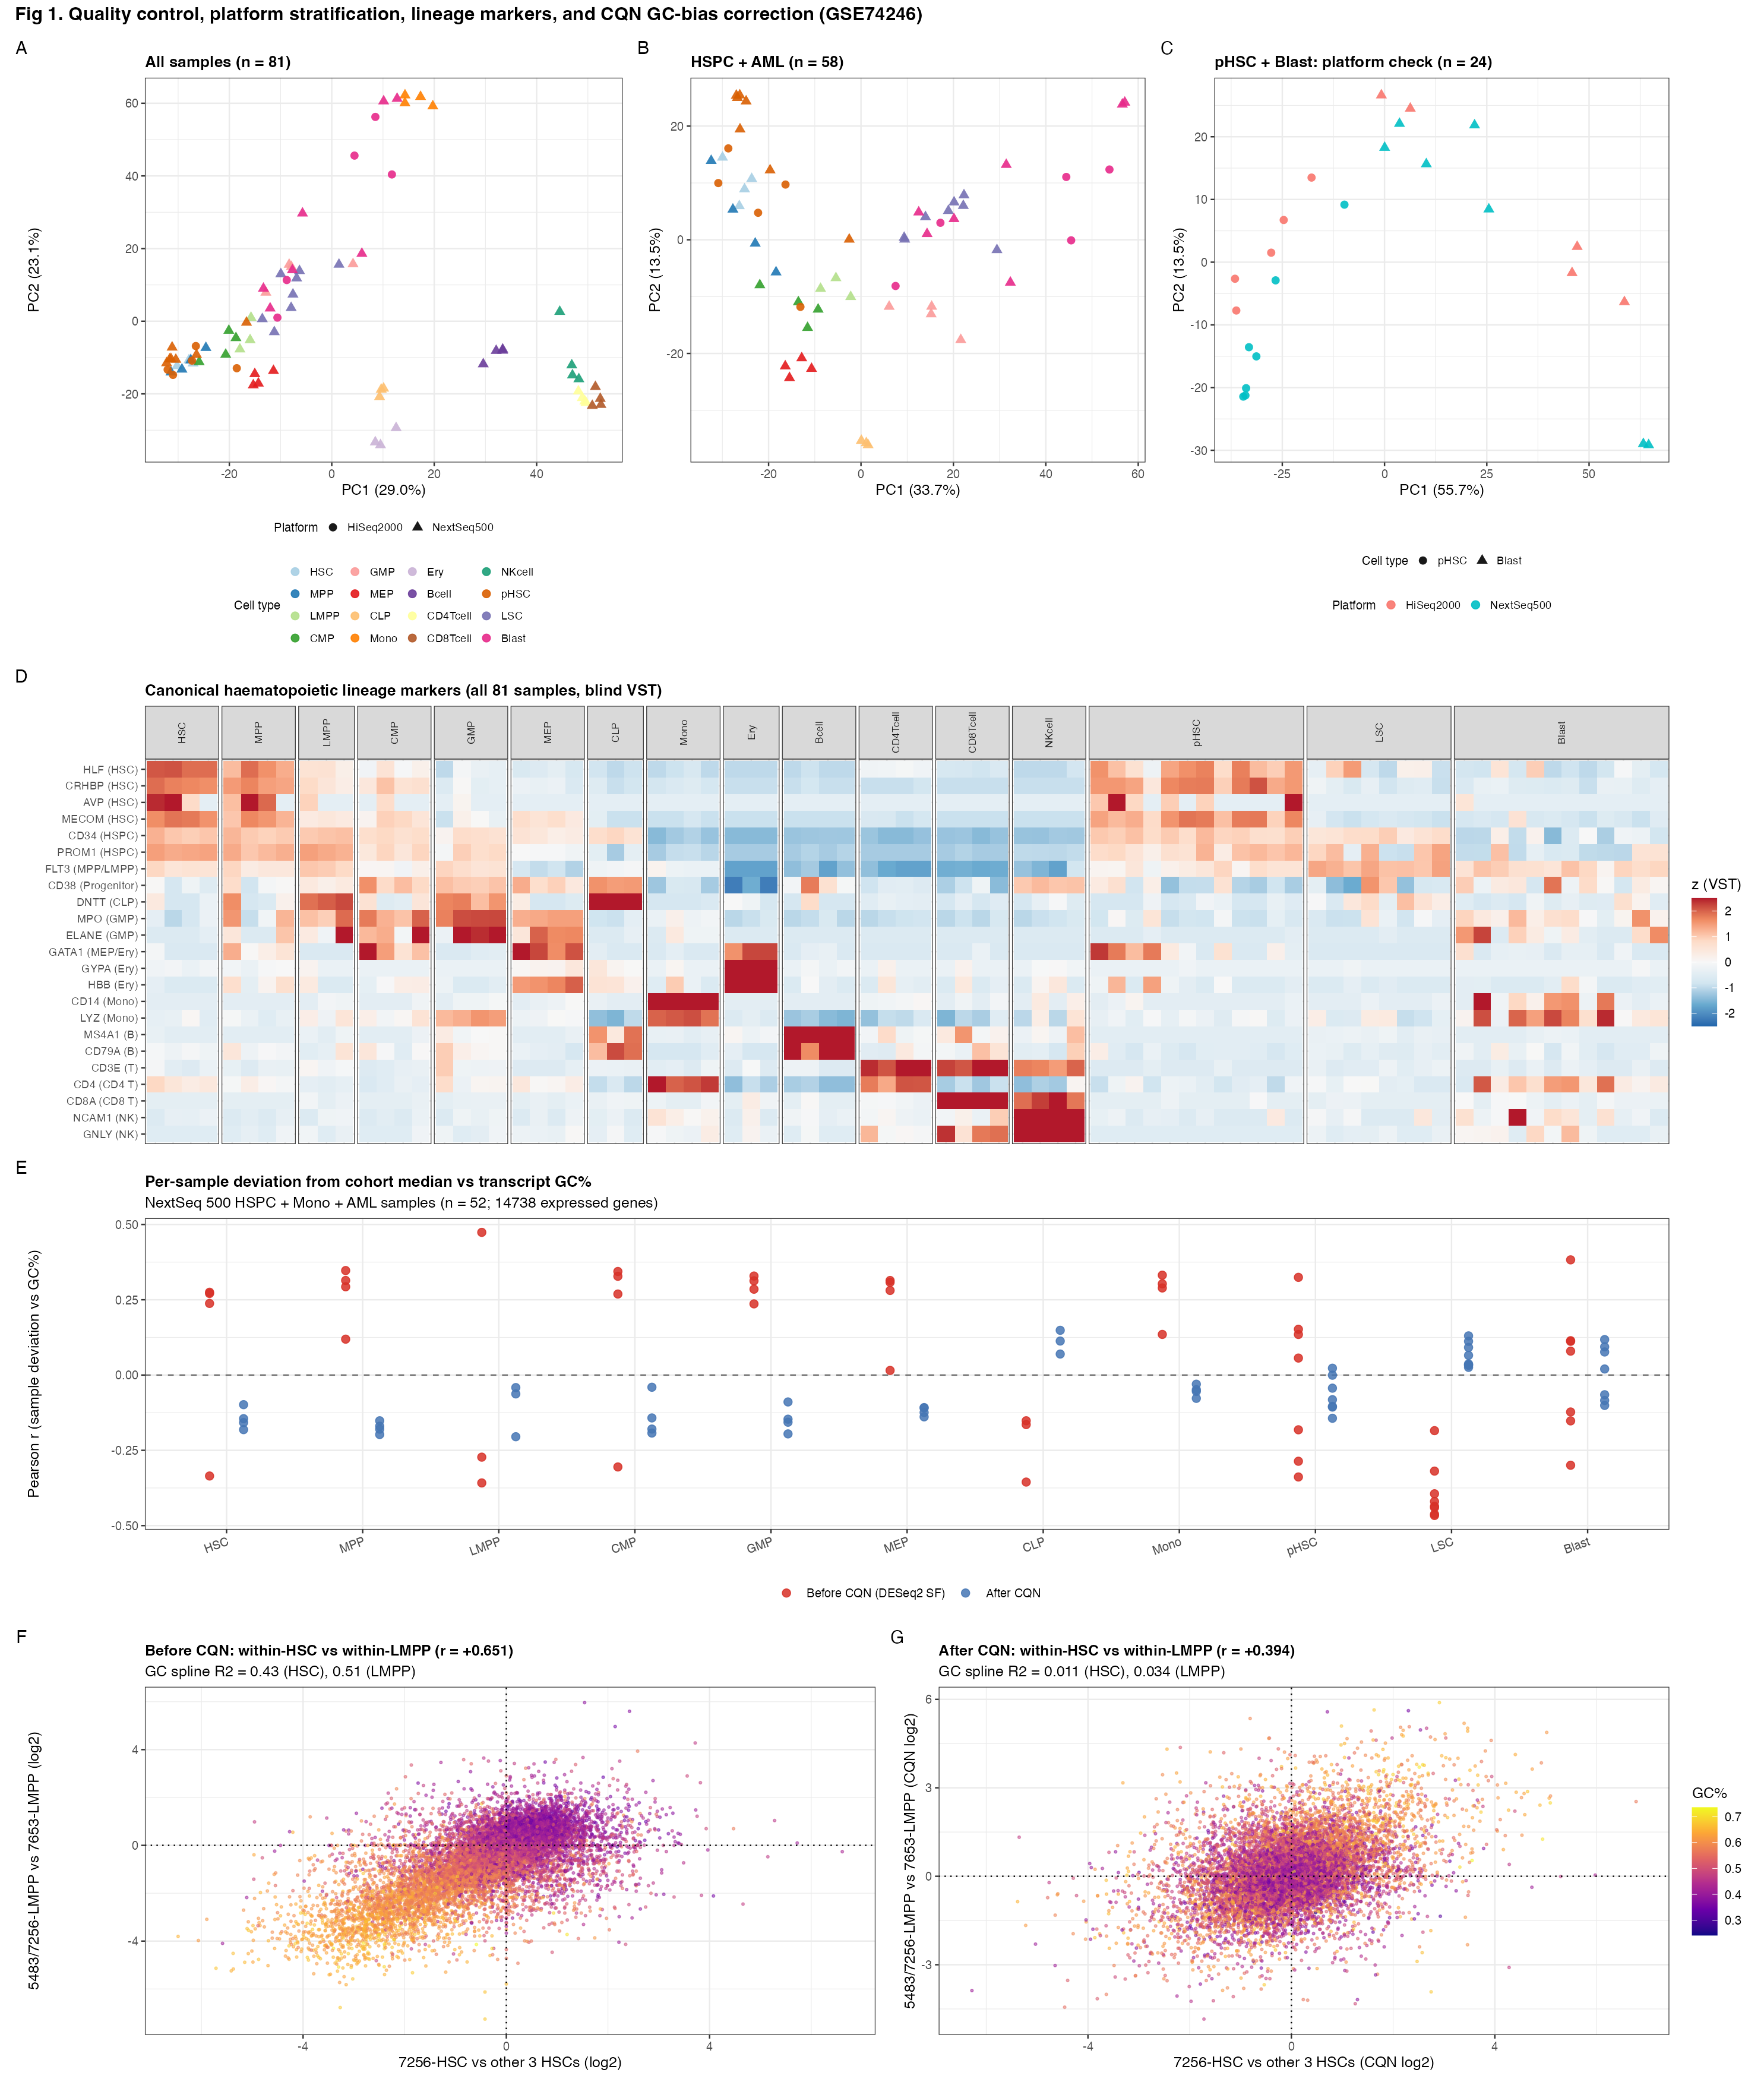 Fig 1. Quality control, platform stratification, lineage markers, and CQN GC-bias correction (GSE74246)
A
All samples (n = 81)
PC2 (23.1%)
60
40
20
0
-20
-20
0
20
40
PC1 (29.0%)
Platform
HiSeq2000
NextSeq500
Cell type
HSC
GMP
Ery
NKcell
MPP
MEP
Bcell
pHSC
LMPP
CLP
CD4Tcell
LSC
CMP
Mono
CD8Tcell
Blast
B
HSPC + AML (n = 58)
PC2 (13.5%)
20
0
-20
-20
0
20
40
60
PC1 (33.7%)
C
pHSC + Blast: platform check (n = 24)
PC2 (13.5%)
20
10
0
-10
-20
-30
-25
0
25
50
PC1 (55.7%)
Cell type
pHSC
Blast
Platform
HiSeq2000
NextSeq500
D
Canonical haematopoietic lineage markers (all 81 samples, blind VST)
HSC
MPP
LMPP
CMP
GMP
MEP
CLP
Mono
Ery
Bcell
CD4Tcell
CD8Tcell
NKcell
pHSC
LSC
Blast
HLF (HSC)
CRHBP (HSC)
AVP (HSC)
MECOM (HSC)
CD34 (HSPC)
PROM1 (HSPC)
FLT3 (MPP/LMPP)
CD38 (Progenitor)
DNTT (CLP)
MPO (GMP)
ELANE (GMP)
GATA1 (MEP/Ery)
GYPA (Ery)
HBB (Ery)
CD14 (Mono)
LYZ (Mono)
MS4A1 (B)
CD79A (B)
CD3E (T)
CD4 (CD4 T)
CD8A (CD8 T)
NCAM1 (NK)
GNLY (NK)
z (VST)
2
1
0
-1
-2
E
Per-sample deviation from cohort median vs transcript GC%
NextSeq 500 HSPC + Mono + AML samples (n = 52; 14738 expressed genes)
Pearson r (sample deviation vs GC%)
0.50
0.25
0.00
-0.25
-0.50
HSC
MPP
LMPP
CMP
GMP
MEP
CLP
Mono
pHSC
LSC
Blast
Before CQN (DESeq2 SF)
After CQN
F
Before CQN: within-HSC vs within-LMPP (r = +0.651)
GC spline R2 = 0.43 (HSC), 0.51 (LMPP)
5483/7256-LMPP vs 7653-LMPP (log2)
4
0
-4
-4
0
4
7256-HSC vs other 3 HSCs (log2)
G
After CQN: within-HSC vs within-LMPP (r = +0.394)
GC spline R2 = 0.011 (HSC), 0.034 (LMPP)
5483/7256-LMPP vs 7653-LMPP (CQN log2)
6
3
0
-3
-4
0
4
7256-HSC vs other 3 HSCs (CQN log2)
GC%
0.7
0.6
0.5
0.4
0.3